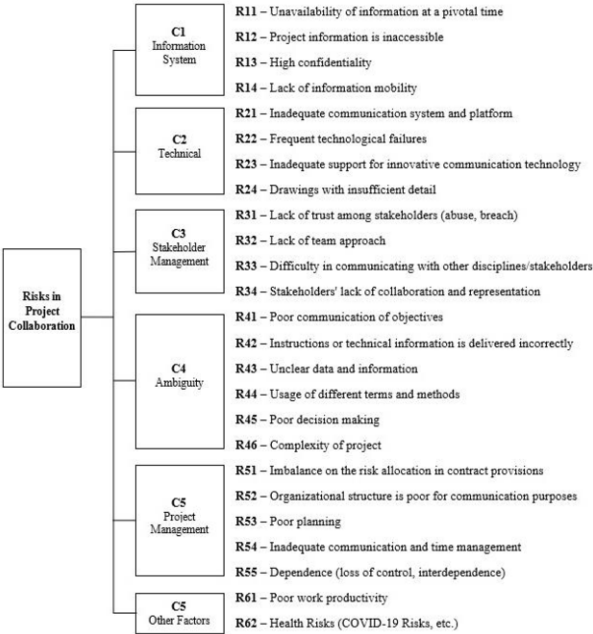 Risks in
Project
Collaboration
C1
Information
System
R11 – Unavailability of information at a pivotal time
R12 – Project information is inaccessible
R13 – High confidentiality
R14 – Lack of information mobility
C2
Technical
R21 – Inadequate communication system and platform
R22 – Frequent technological failures
R23 – Inadequate support for innovative communication technology
R24 – Drawings with insufficient detail
C3
Stakeholder
Management
R31 – Lack of trust among stakeholders (abuse, breach)
R32 – Lack of team approach
R33 – Difficulty in communicating with other disciplines/stakeholders
R34 – Stakeholders' lack of collaboration and representation
C4
Ambiguity
R41 – Poor communication of objectives
R42 – Instructions or technical information is delivered incorrectly
R43 – Unclear data and information
R44 – Usage of different terms and methods
R45 – Poor decision making
R46 – Complexity of project
C5
Project
Management
R51 – Imbalance on the risk allocation in contract provisions
R52 – Organizational structure is poor for communication purposes
R53 – Poor planning
R54 – Inadequate communication and time management
R55 – Dependence (loss of control, interdependence)
C5
Other Factors
R61 – Poor work productivity
R62 – Health Risks (COVID-19 Risks, etc.)